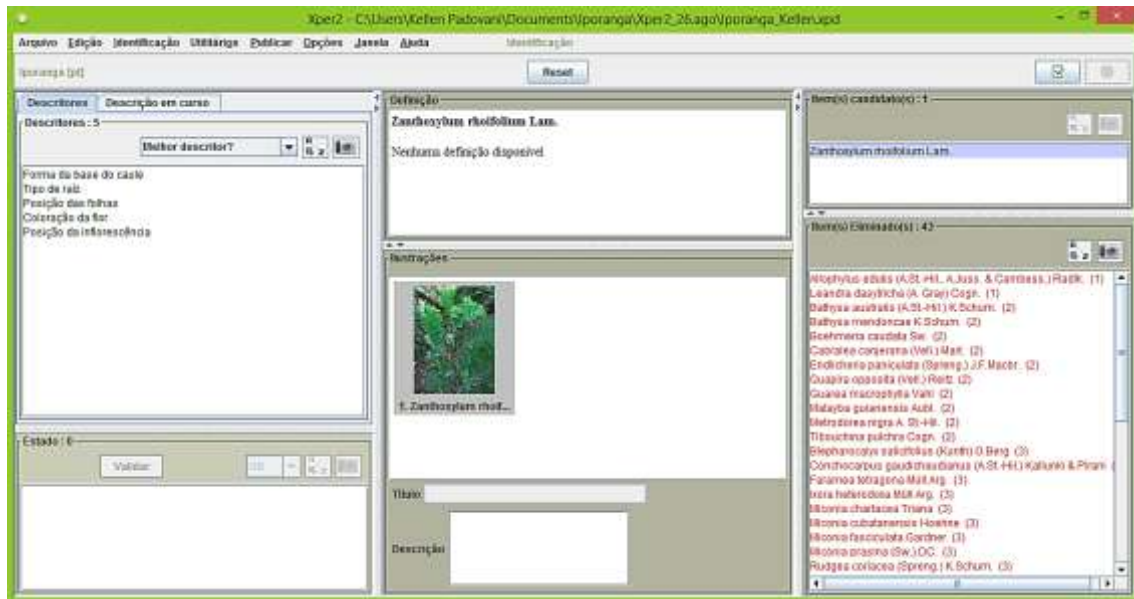 Xper2 - C:\Users\Kellen Padovani\Documents\Iporanga\Xper2_26.ago\Iporanga_Kellen.xpd
Arquivo Edição Identificação Utilitários Publicar Opções Janela Ajuda
Identificação
Iporanga [pt]
Reset
Descritores Descrição em curso
Descritores : 5
Melhor descritor?
Forma da base do caule
Tipo de raiz
Posição das folhas
Coloração da flor
Posição da inflorescência
Estado : 0
Validar
Definição
Zanthoxylum rhoifolium Lam.
Nenhuma definição disponível
Ilustrações
1. Zanthoxylum rhoif...
Título
Descrição
Item(s) candidato(s) : 1
Zanthoxylum rhoifolium Lam.
Item(s) Eliminado(s) : 43
Allophylus edulis (A.St.-Hil., A.Juss. & Cambess.) Radlk. (1)
Leandra dasytricha (A. Gray) Cogn. (1)
Bathysa australis (A.St.-Hil.) K.Schum. (2)
Bathysa mendoncae K.Schum. (2)
Boehmeria caudata Sw. (2)
Cabralea canjerana (Vell.) Mart. (2)
Endlicheria paniculata (Spreng.) J.F.Macbr. (2)
Guapira opposita (Vell.) Reitz (2)
Guarea macrophylla Vahl (2)
Matayba guianensis Aubl. (2)
Metrodorea nigra A. St.-Hil. (2)
Tibouchina pulchra Cogn. (2)
Blepharocalyx salicifolius (Kunth) O.Berg (3)
Conchocarpus gaudichaudianus (A.St.-Hil.) Kallunki & Pirani (
Faramea tetragona Müll.Arg. (3)
Ixora heterodoxa Müll.Arg. (3)
Miconia chartacea Triana (3)
Miconia cubatanensis Hoehne (3)
Miconia fasciculata Gardner (3)
Miconia prasina (Sw.) DC. (3)
Rudgea coriacea (Spreng.) K.Schum. (3)